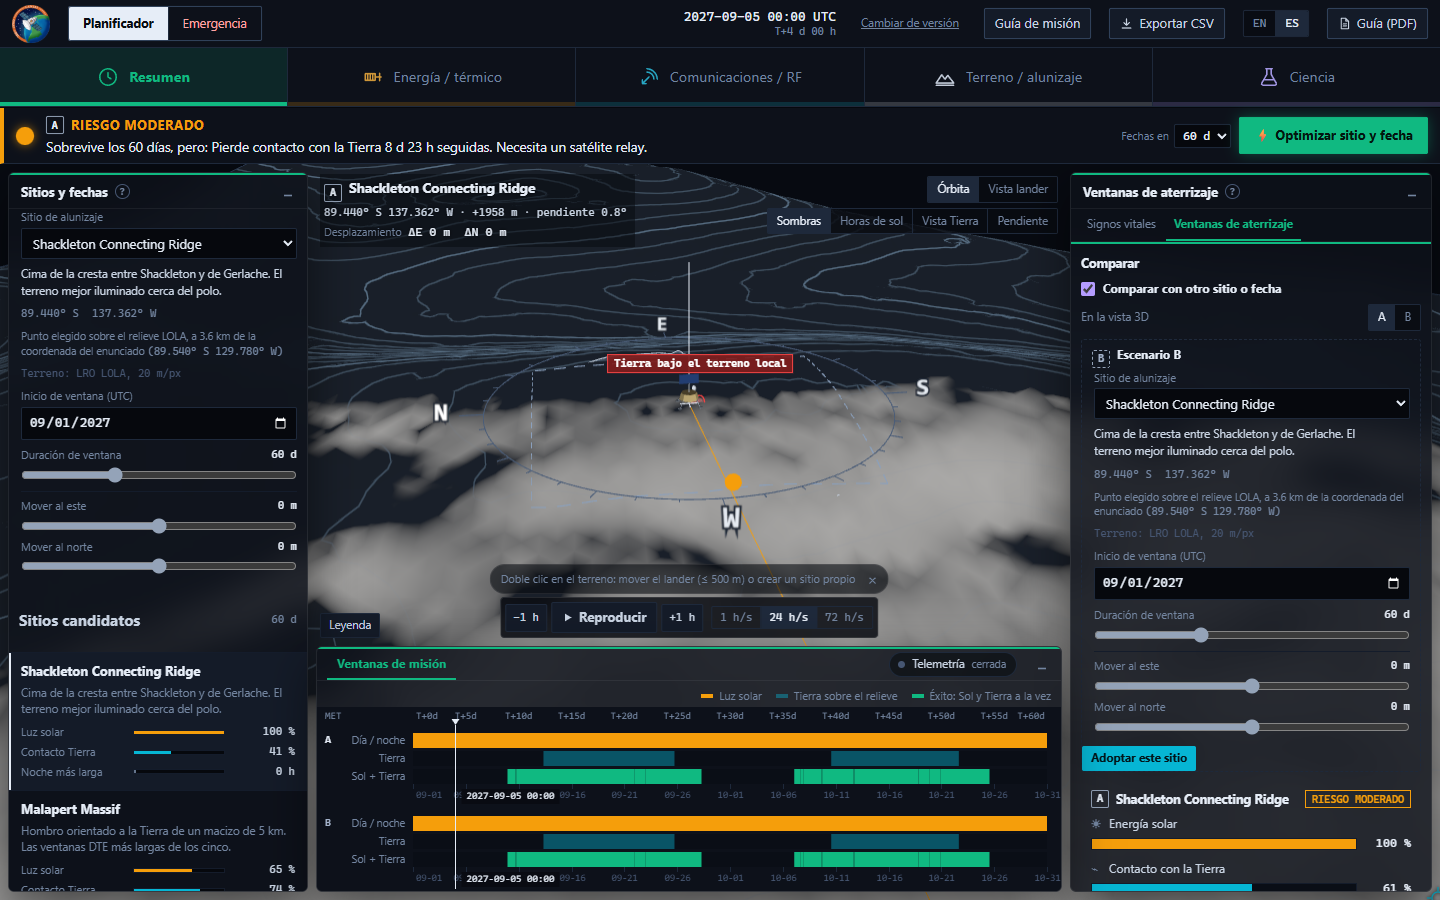 Planificador
Emergencia
2027-09-05 00:00 UTC
T+4 d 00 h
Cambiar de versión
Guía de misión
Exportar CSV
EN
ES
Guía (PDF)
Resumen
Energía / térmico
Comunicaciones / RF
Terreno / alunizaje
Ciencia
A RIESGO MODERADO
Sobrevive los 60 días, pero: Pierde contacto con la Tierra 8 d 23 h seguidas. Necesita un satélite relay.
Fechas en 60 d
Optimizar sitio y fecha
Sitios y fechas ?
Sitio de alunizaje
Shackleton Connecting Ridge
Cima de la cresta entre Shackleton y de Gerlache. El
terreno mejor iluminado cerca del polo.
89.440° S 137.362° W
Punto elegido sobre el relieve LOLA, a 3.6 km de la
coordenada del enunciado (89.540° S 129.780° W)
Terreno: LRO LOLA, 20 m/px
Inicio de ventana (UTC)
09/01/2027
Duración de ventana 60 d
Mover al este 0 m
Mover al norte 0 m
Sitios candidatos 60 d
Shackleton Connecting Ridge
Cima de la cresta entre Shackleton y de Gerlache. El
terreno mejor iluminado cerca del polo.
Luz solar 100 %
Contacto Tierra 41 %
Noche más larga 0 h
Malapert Massif
Hombro orientado a la Tierra de un macizo de 5 km.
Las ventanas DTE más largas de los cinco.
Luz solar 65 %
Contacto Tierra 74 %
A Shackleton Connecting Ridge
89.440° S 137.362° W · +1958 m · pendiente 0.8°
Desplazamiento ΔE 0 m ΔN 0 m
Órbita
Vista lander
Sombras
Horas de sol
Vista Tierra
Pendiente
E
Tierra bajo el terreno local
N
S
W
Doble clic en el terreno: mover el lander (≤ 500 m) o crear un sitio propio ×
Leyenda
−1 h
Reproducir
+1 h
1 h/s
24 h/s
72 h/s
Ventanas de misión
Telemetría cerrada
Luz solar
Tierra sobre el relieve
Éxito: Sol y Tierra a la vez
MET T+0d T+5d T+10d T+15d T+20d T+25d T+30d T+35d T+40d T+45d T+50d T+55d T+60d
A Día / noche
Tierra
Sol + Tierra
09-01 2027-09-05 00:00 09-16 09-21 09-26 10-01 10-06 10-11 10-16 10-21 10-26 10-31
B Día / noche
Tierra
Sol + Tierra
09-01 2027-09-05 00:00 09-16 09-21 09-26 10-01 10-06 10-11 10-16 10-21 10-26 10-31
Ventanas de aterrizaje ?
Signos vitales
Ventanas de aterrizaje
Comparar
Comparar con otro sitio o fecha
En la vista 3D
A
B
B Escenario B
Sitio de alunizaje
Shackleton Connecting Ridge
Cima de la cresta entre Shackleton y de Gerlache. El
terreno mejor iluminado cerca del polo.
89.440° S 137.362° W
Punto elegido sobre el relieve LOLA, a 3.6 km de la coordenada del
enunciado (89.540° S 129.780° W)
Terreno: LRO LOLA, 20 m/px
Inicio de ventana (UTC)
09/01/2027
Duración de ventana 60 d
Mover al este 0 m
Mover al norte 0 m
Adoptar este sitio
A Shackleton Connecting Ridge RIESGO MODERADO
Energía solar
100 %
Contacto con la Tierra
61 %